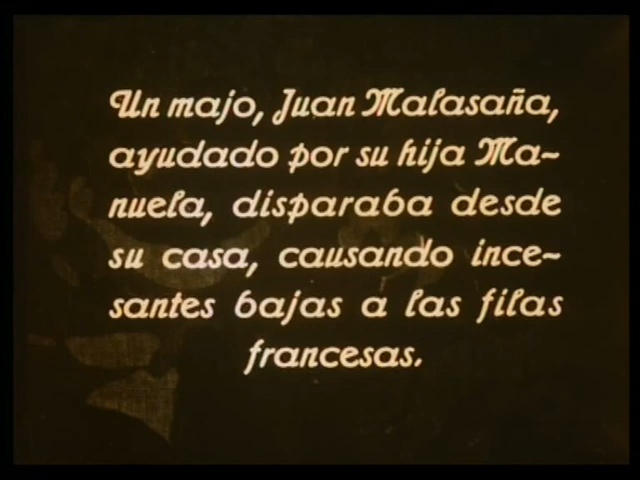 Un majo, Juan Malasaña,
ayudado por su hija Ma-
nuela, disparaba desde
su casa, causando ince-
santes bajas a las filas
francesas.